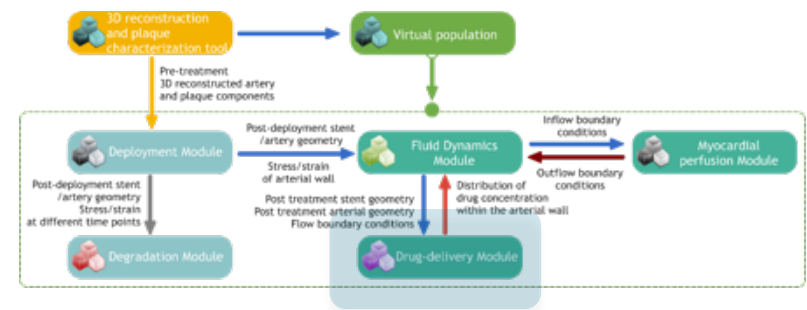 3D reconstruction
and plaque
characterization tool
Virtual population
Pre-treatment
3D reconstructed artery
and plaque components
Inflow boundary
conditions
Post-deployment stent
/artery geometry
Deployment Module
Fluid Dynamics
Module
Myocardial
perfusion Module
Stress/strain
of arterial wall
Outflow boundary
conditions
Post-deployment stent
/artery geometry
Stress/strain
at different time points
Post treatment stent geometry
Post treatment arterial geometry
Flow boundary conditions
Distribution of
drug concentration
within the arterial wall
Degradation Module
Drug-delivery Module